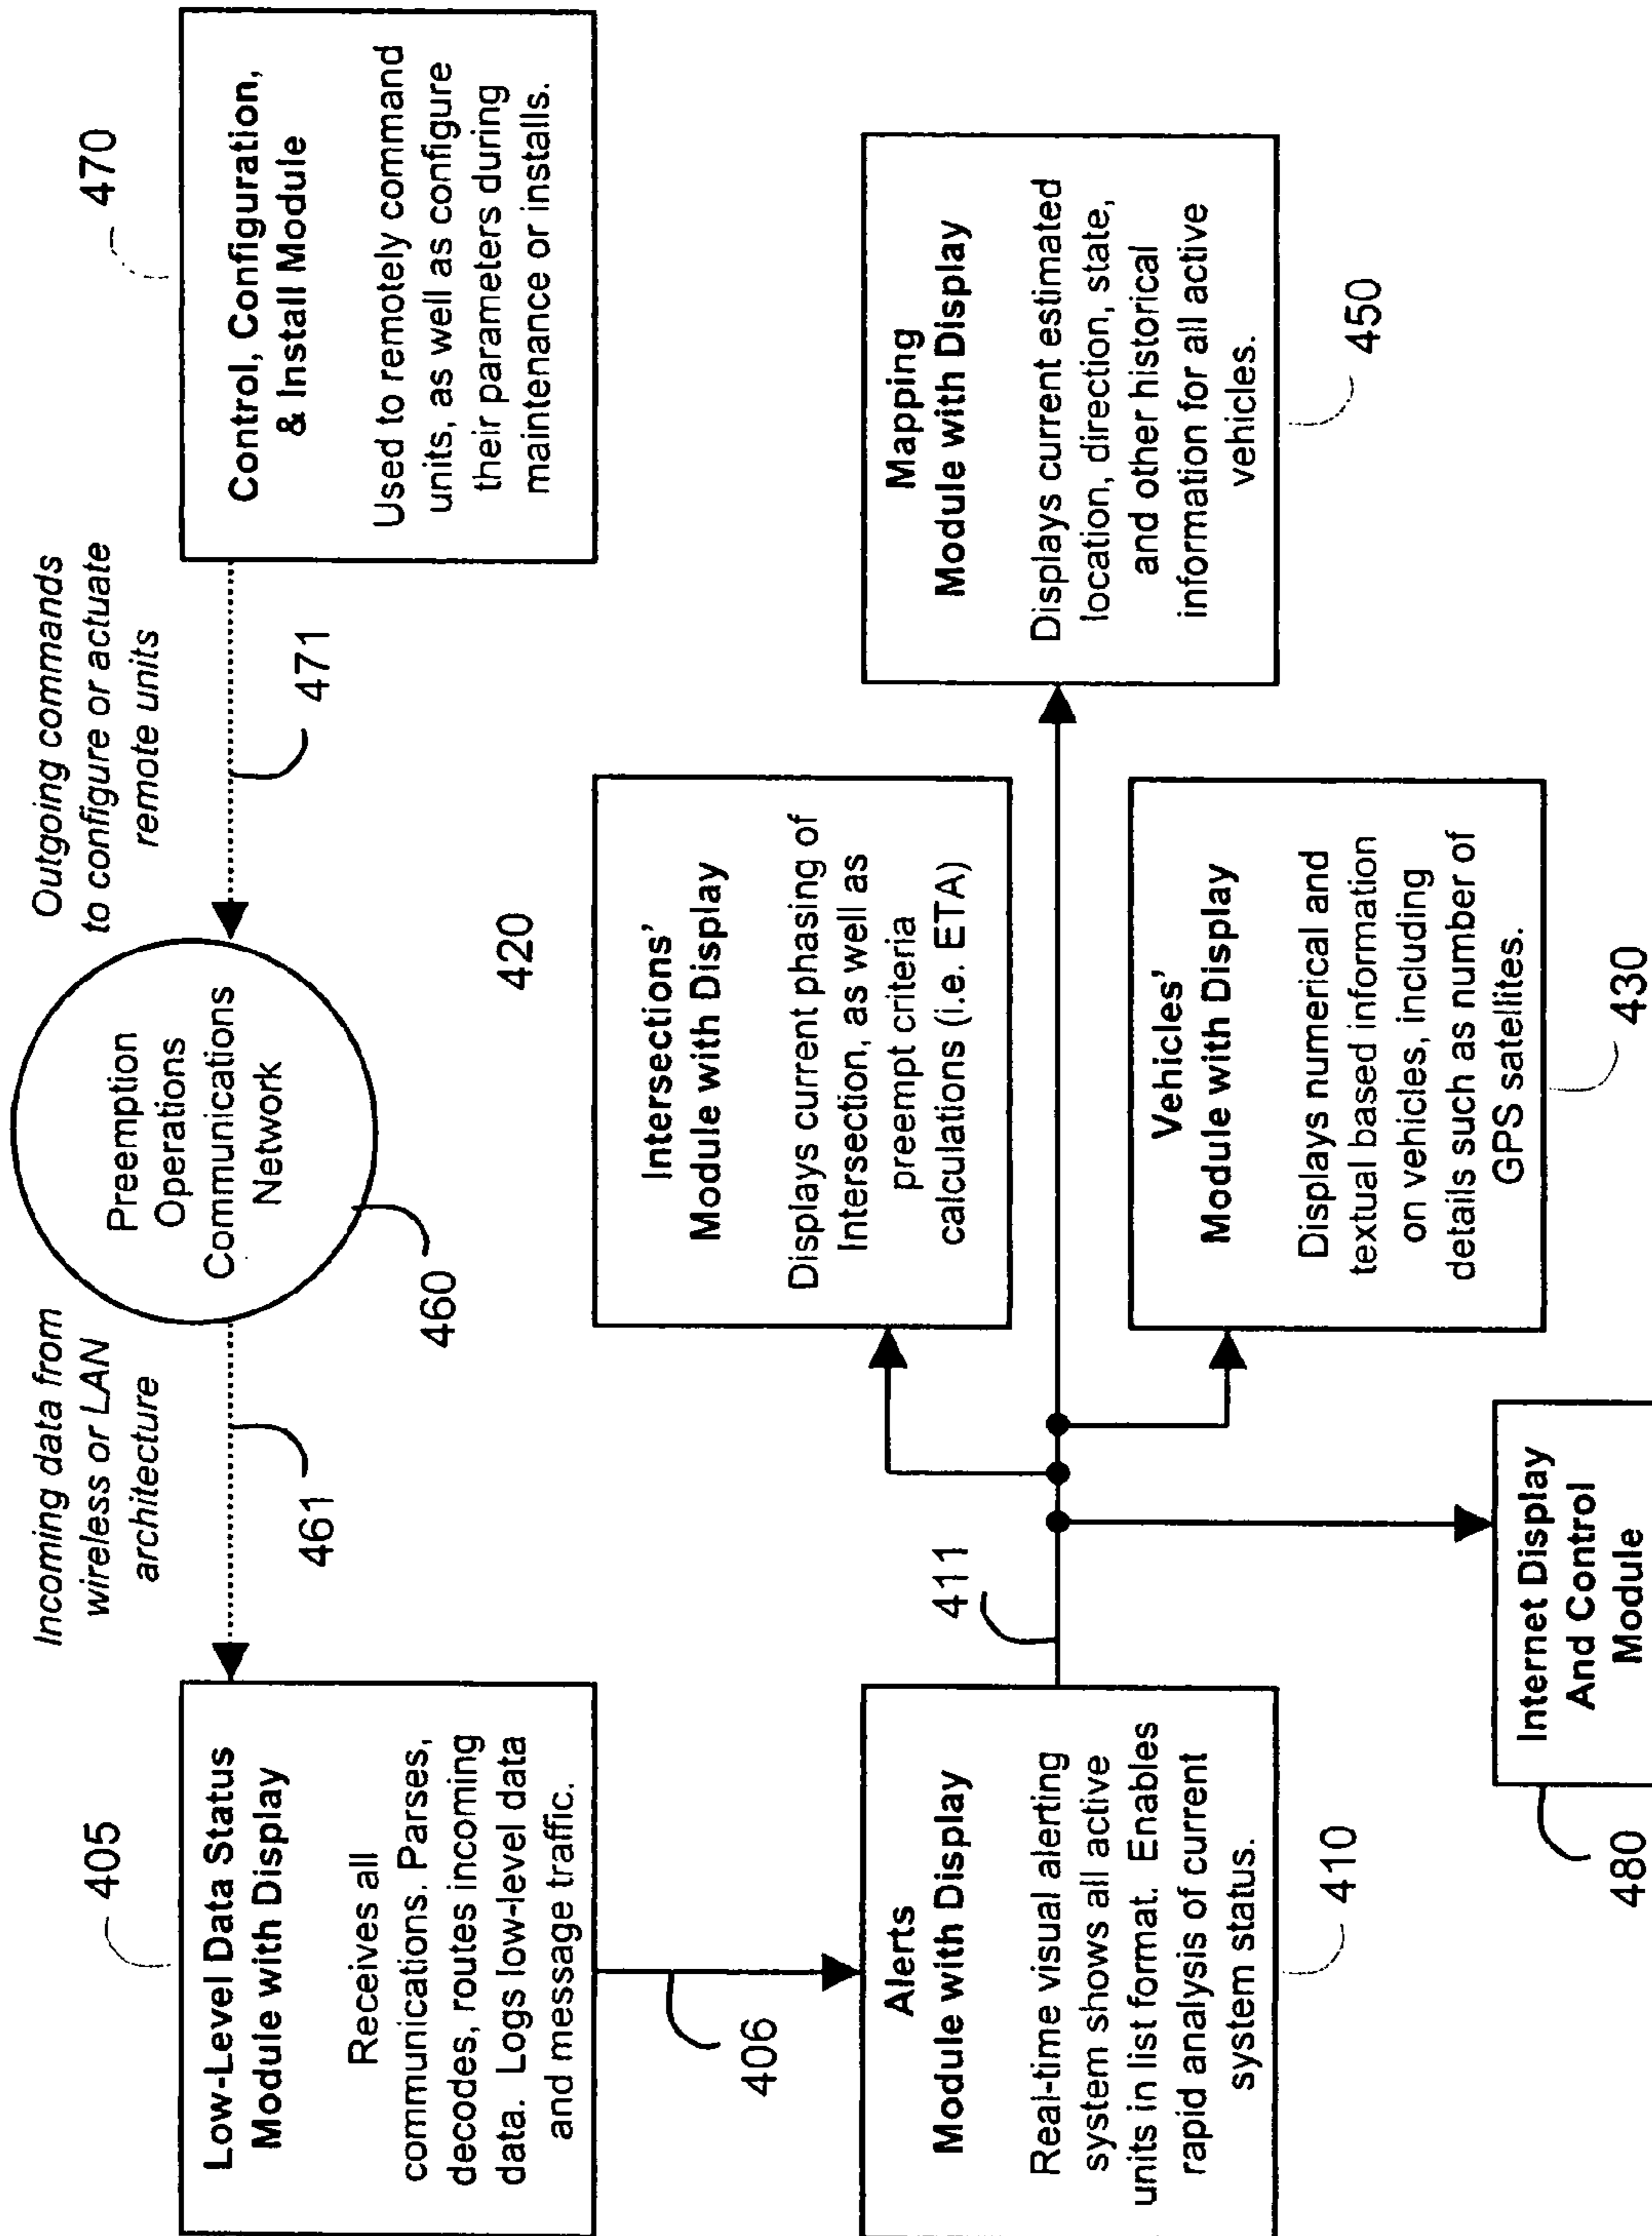 405
Low-Level Data Status
Module with Display
Receives all
communications. Parses,
decodes, routes incoming
data. Logs low-level data
and message traffic.
Incoming data from
wireless or LAN
architecture
461
Preemption
Operations
Communications
Network
460
Outgoing commands
to configure or actuate
remote units
471
470
Control, Configuration,
& Install Module
Used to remotely command
units, as well as configure
their parameters during
maintenance or installs.
406
Alerts
Module with Display
Real-time visual alerting
system shows all active
units in list format. Enables
rapid analysis of current
system status.
410
411
420
Intersections'
Module with Display
Displays current phasing of
Intersection, as well as
preempt criteria
calculations (i.e. ETA)
Vehicles'
Module with Display
Displays numerical and
textual based information
on vehicles, including
details such as number of
GPS satellites.
430
Mapping
Module with Display
Displays current estimated
location, direction, state,
and other historical
information for all active
vehicles.
450
Internet Display
And Control
Module
480